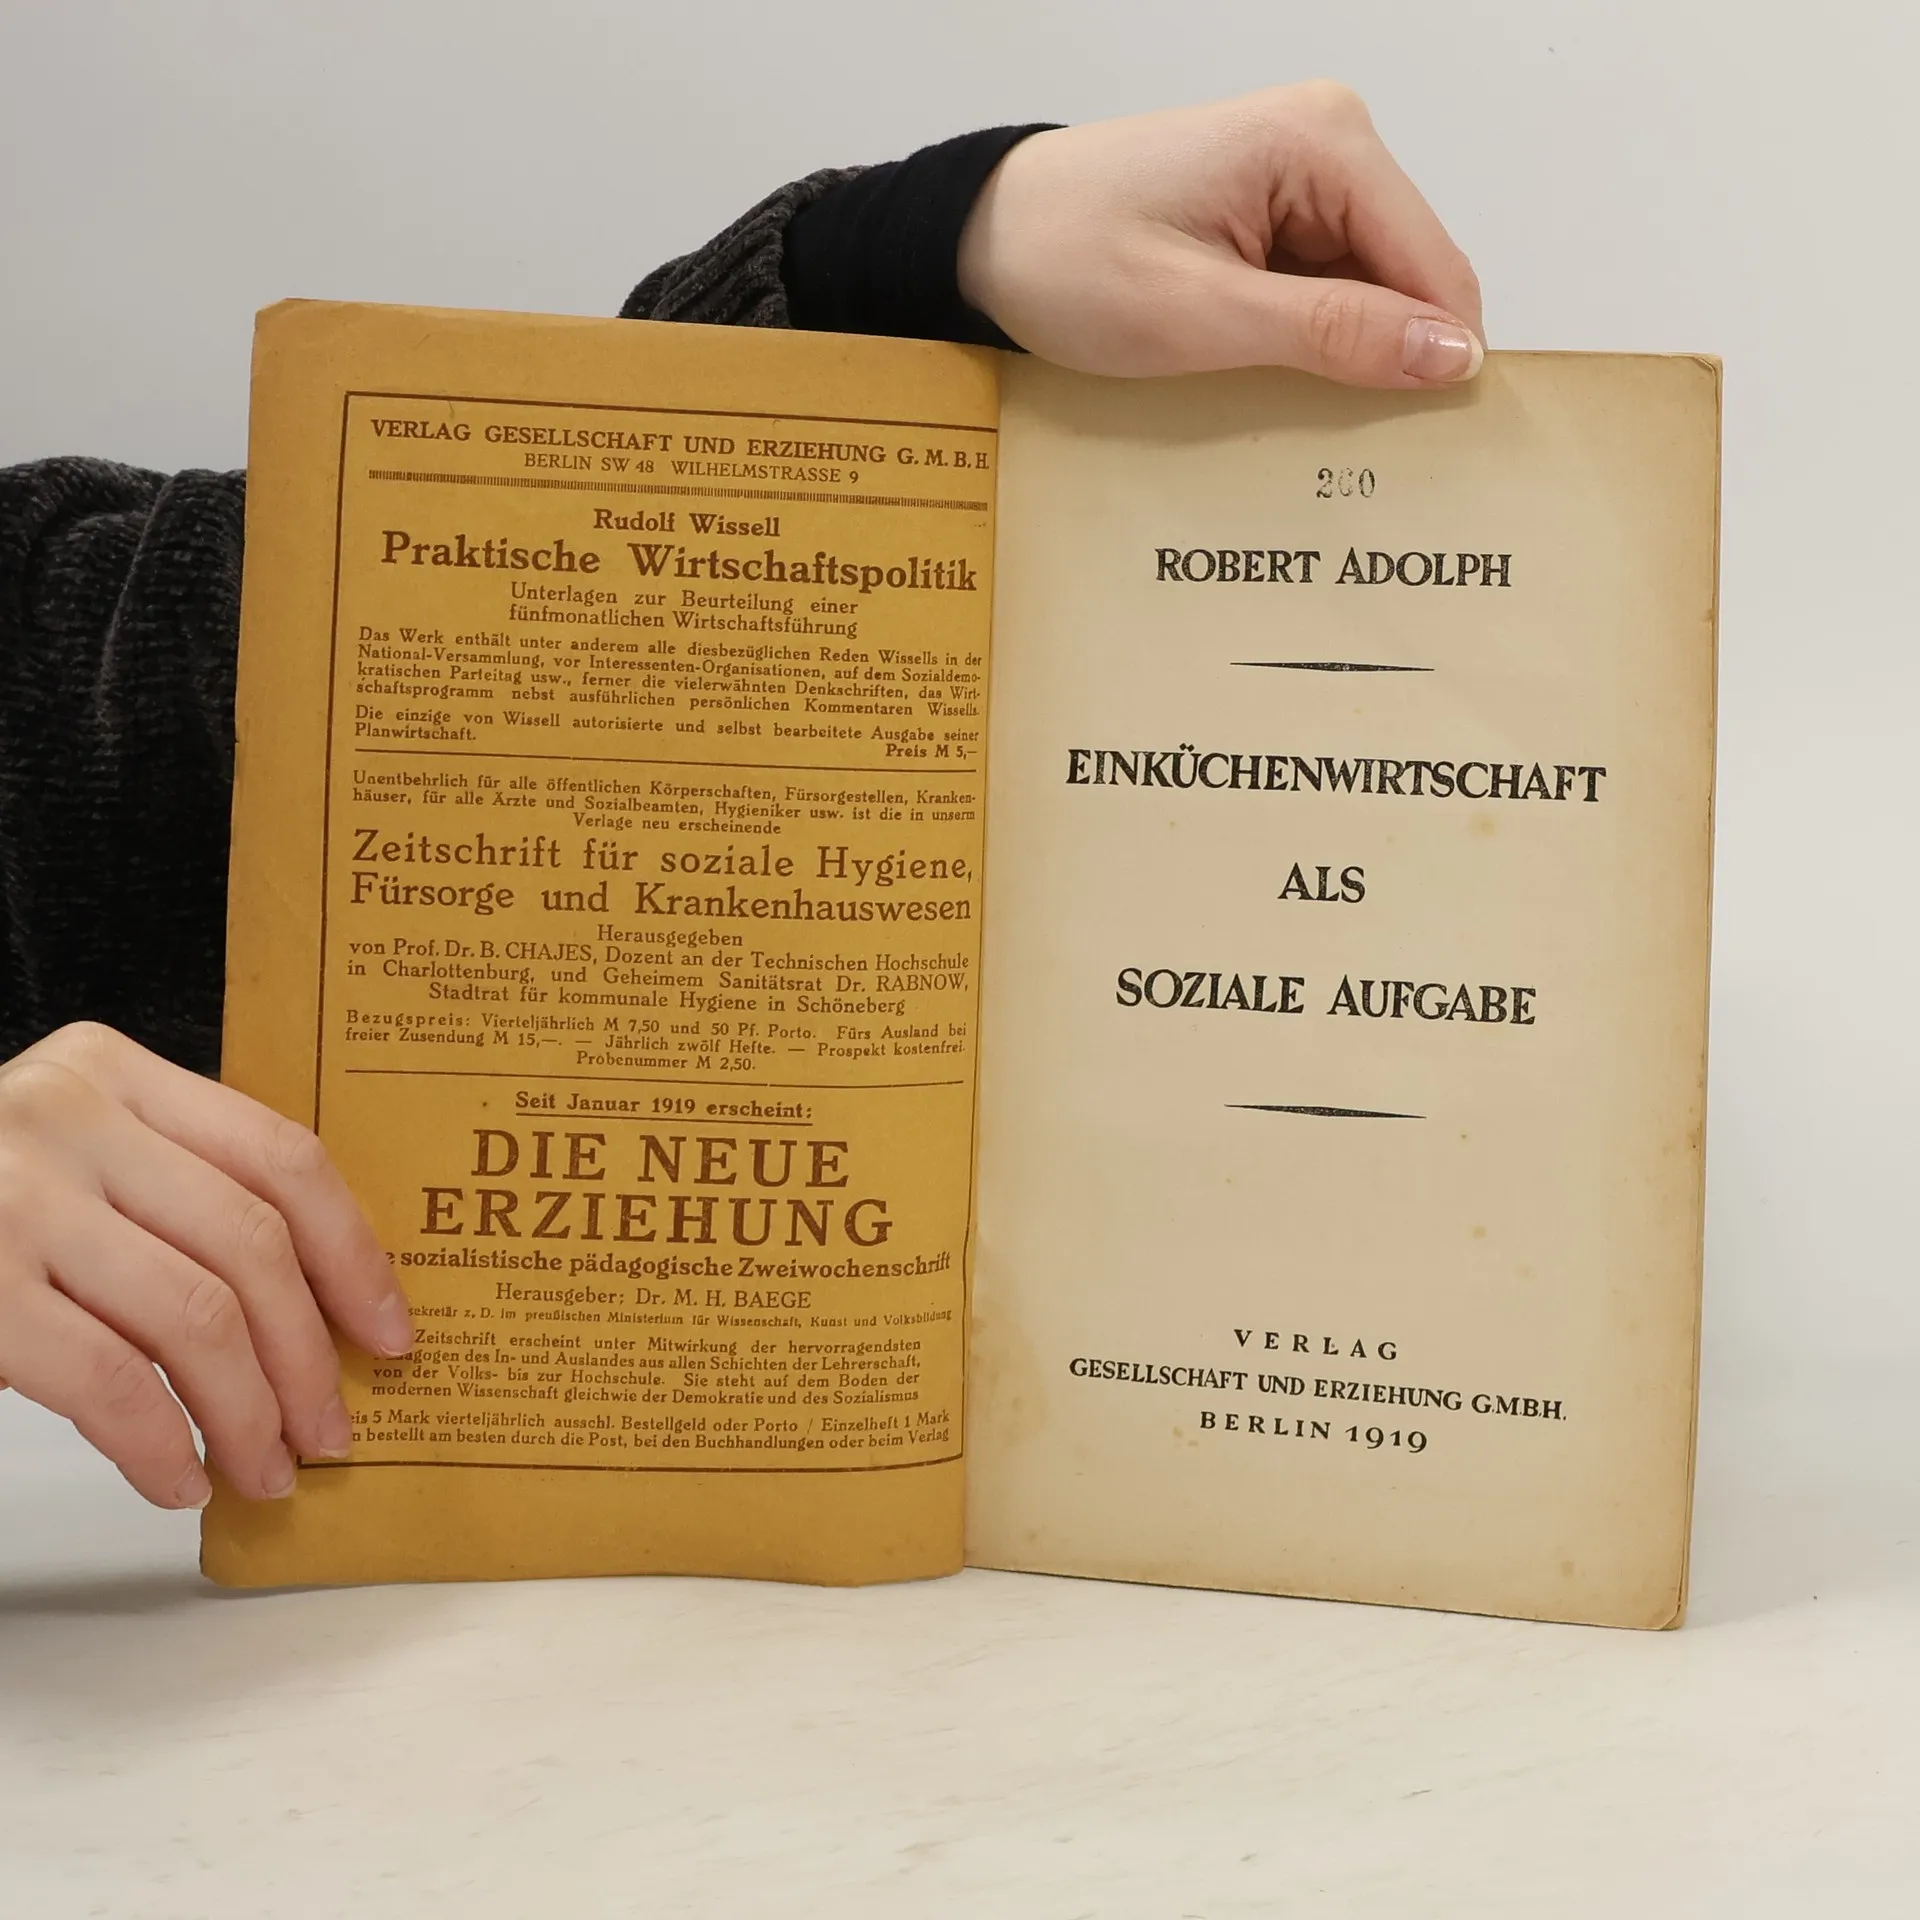 VERLAG GESELLSCHAFT UND ERZIEHUNG G. M. B. H.
BERLIN SW 48 WILHELMSTRASSE 9
Rudolf Wissell
Praktische Wirtschaftspolitik
Unterlagen zur Beurteilung einer
fünfmonatlichen Wirtschaftsführung
Das Werk enthält unter anderem alle diesbezüglichen Reden Wissells in der
National-Versammlung, vor Interessenten-Organisationen, auf dem Sozialdemo-
kratischen Parteitag usw., ferner die vielerwähnten Denkschriften, das Wirt-
schaftsprogramm nebst ausführlichen persönlichen Kommentaren Wissells.
Die einzige von Wissell autorisierte und selbst bearbeitete Ausgabe seiner
Planwirtschaft.
Preis M 5,—
Unentbehrlich für alle öffentlichen Körperschaften, Fürsorgestellen, Kranken-
häuser, für alle Ärzte und Sozialbeamten, Hygieniker usw. ist die in unserm
Verlage neu erscheinende
Zeitschrift für soziale Hygiene,
Fürsorge und Krankenhauswesen
Herausgegeben
von Prof. Dr. B. CHAJES, Dozent an der Technischen Hochschule
in Charlottenburg, und Geheimem Sanitätsrat Dr. RABNOW,
Stadtrat für kommunale Hygiene in Schöneberg
Bezugspreis: Vierteljährlich M 7,50 und 50 Pf. Porto. Fürs Ausland bei
freier Zusendung M 15,—. — Jährlich zwölf Hefte. — Prospekt kostenfrei.
Probenummer M 2,50.
Seit Januar 1919 erscheint:
DIE NEUE
ERZIEHUNG
sozialistische pädagogische Zweiwochenschrift
Herausgeber: Dr. M. H. BAEGE
sekretär z. D. im preußischen Ministerium für Wissenschaft, Kunst und Volksbildung
Zeitschrift erscheint unter Mitwirkung der hervorragendsten
agogen des In- und Auslandes aus allen Schichten der Lehrerschaft,
von der Volks- bis zur Hochschule. Sie steht auf dem Boden der
modernen Wissenschaft gleichwie der Demokratie und des Sozialismus
eis 5 Mark vierteljährlich ausschl. Bestellgeld oder Porto / Einzelheft 1 Mark
n bestellt am besten durch die Post, bei den Buchhandlungen oder beim Verlag
260
ROBERT ADOLPH
EINKÜCHENWIRTSCHAFT
ALS
SOZIALE AUFGABE
VERLAG
GESELLSCHAFT UND ERZIEHUNG G.M.B.H.
BERLIN 1919